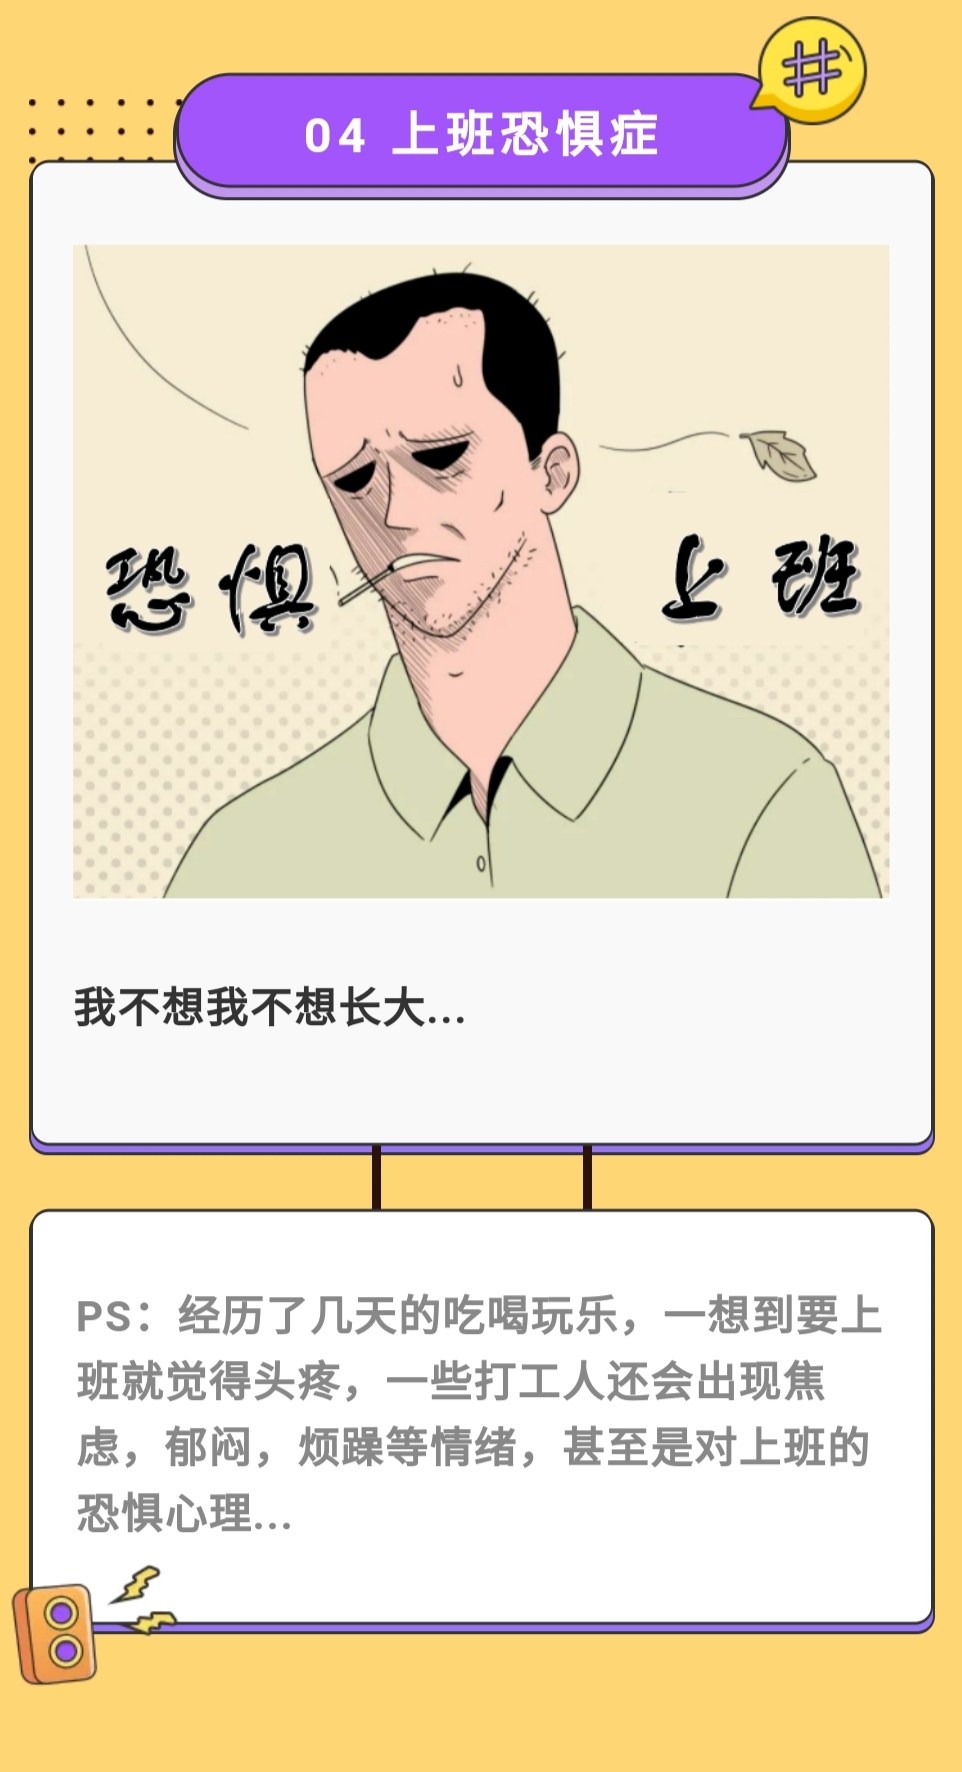 04 上班恐惧症
恐惧 上班
我不想我不想长大...
PS：经历了几天的吃喝玩乐，一想到要上
班就觉得头疼，一些打工人还会出现焦
虑，郁闷，烦躁等情绪，甚至是对上班的
恐惧心理...